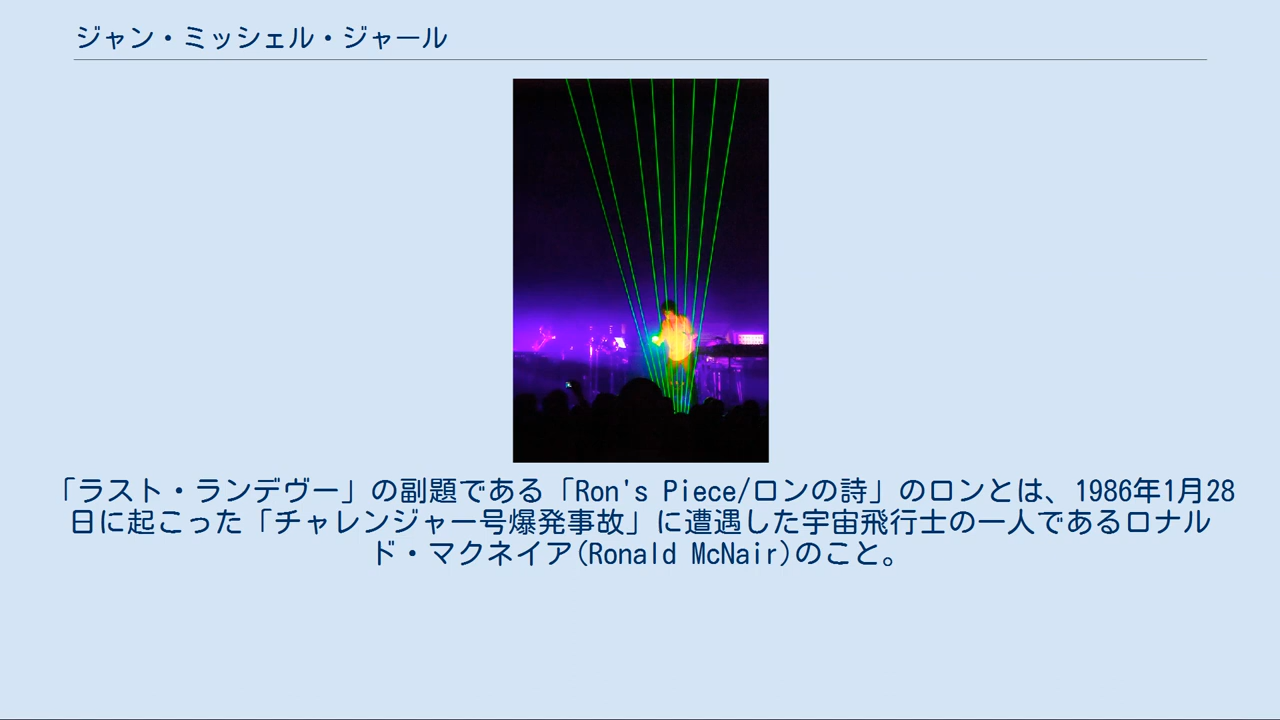 ジャン・ミッシェル・ジャール
「ラスト・ランデヴー」の副題である「Ron's Piece/ロンの詩」のロンとは、1986年1月28
日に起こった「チャレンジャー号爆発事故」に遭遇した宇宙飛行士の一人であるロナル
ド・マクネイア(Ronald McNair)のこと。